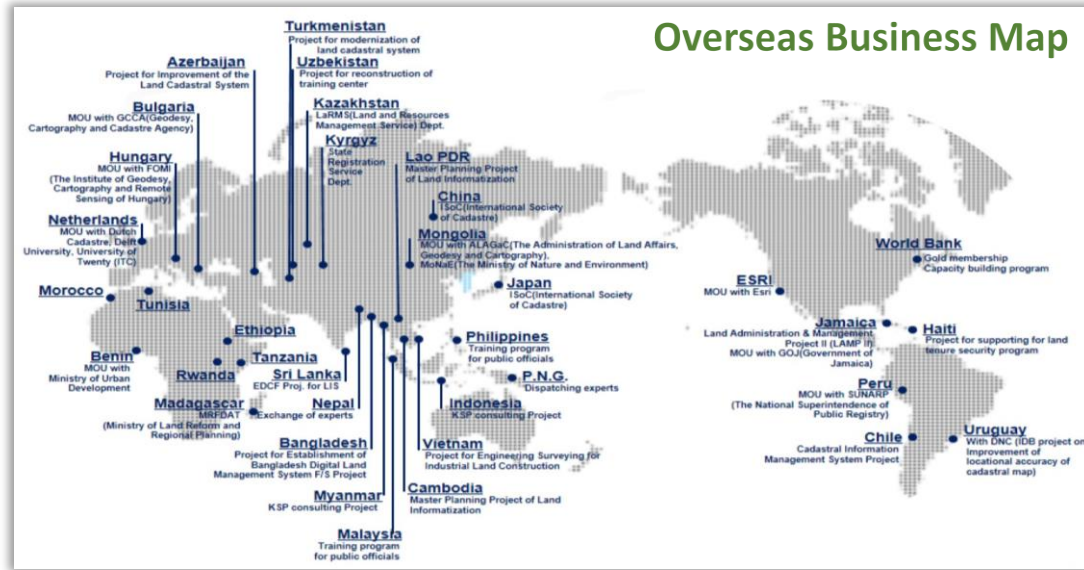 Overseas Business Map
Turkmenistan
Project for modernization of
land cadastral system
Azerbaijan
Project for Improvement of the
Land Cadastral System
Uzbekistan
Project for reconstruction of
training center
Bulgaria
MOU with GCCA(Geodesy,
Cartography and Cadastre Agency)
Kazakhstan
LaRMS(Land and Resources
Management Service) Dept.
Kyrgyz
State
Registration
Service
Dept.
Hungary
MOU with FOMI
(The Institute of Geodesy,
Cartography and Remote
Sensing of Hungary)
Lao PDR
Master Planning Project
of Land Informatization
China
ISoC(International Society
of Cadastre)
Netherlands
MOU with Dutch
Cadastre, Delft
University, University of
Twenty (ITC)
Mongolia
MOU with ALAGaC(The Administration of Land Affairs,
Geodesy and Cartography),
MoNaE(The Ministry of Nature and Environment)
Japan
ISoC(International Society
of Cadastre)
Morocco
Tunisia
Ethiopia
Benin
MOU with
Ministry of Urban
Development
Tanzania
Rwanda
Sri Lanka
EDCF Proj. for LIS
Philippines
Training program
for public officials
P.N.G.
Dispatching experts
Madagascar
MRFDAT
(Ministry of Land Reform and
Regional Planning)
Nepal
Exchange of experts
Indonesia
KSP consulting Project
Bangladesh
Project for Establishment of
Bangladesh Digital Land
Management System F/S Project
Vietnam
Project for Engineering Surveying for
Industrial Land Construction
Myanmar
KSP consulting Project
Cambodia
Master Planning Project of Land
Informatization
Malaysia
Training program
for public officials
World Bank
Gold membership
Capacity building program
ESRI
MOU with Esri
Jamaica
Land Administration & Management
Project II (LAMP II)
MOU with GOJ(Government of
Jamaica)
Haiti
Project for supporting for land
tenure security program
Peru
MOU with SUNARP
(The National Superintendence of
Public Registry)
Chile
Cadastral Information
Management System Project
Uruguay
With DNC (IDB project on
Improvement of
locational accuracy of
cadastral map)